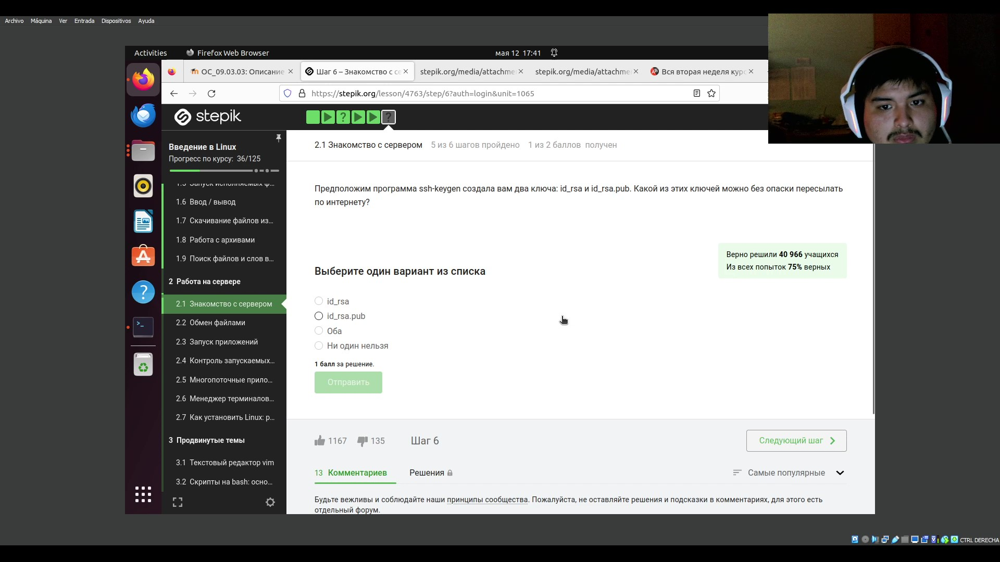 Archivo Máquina Ver Entrada Dispositivos Ayuda
Activities Firefox Web Browser мая 12 17:41
ОС_09.03.03: Описание
Шаг 6 – Знакомство с се
stepik.org/media/attachme
stepik.org/media/attachme
Вся вторая неделя курс
https://stepik.org/lesson/4763/step/6?auth=login&unit=1065
stepik
Введение в Linux
Прогресс по курсу: 36/125
1.5 Запуск исполняемых ф...
1.6 Ввод / вывод
1.7 Скачивание файлов из...
1.8 Работа с архивами
1.9 Поиск файлов и слов в...
2 Работа на сервере
2.1 Знакомство с сервером
2.2 Обмен файлами
2.3 Запуск приложений
2.4 Контроль запускаемых...
2.5 Многопоточные прило...
2.6 Менеджер терминалов...
2.7 Как установить Linux: р...
3 Продвинутые темы
3.1 Текстовый редактор vim
3.2 Скрипты на bash: осно...
2.1 Знакомство с сервером 5 из 6 шагов пройдено 1 из 2 баллов получен
Предположим программа ssh-keygen создала вам два ключа: id_rsa и id_rsa.pub. Какой из этих ключей можно без опаски пересылать
по интернету?
Верно решили 40 966 учащихся
Из всех попыток 75% верных
Выберите один вариант из списка
id_rsa
id_rsa.pub
Оба
Ни один нельзя
1 балл за решение.
Отправить
1167 135 Шаг 6
Следующий шаг
13 Комментариев Решения
Самые популярные
Будьте вежливы и соблюдайте наши принципы сообщества. Пожалуйста, не оставляйте решения и подсказки в комментариях, для этого есть
отдельный форум.
CTRL DERECHA